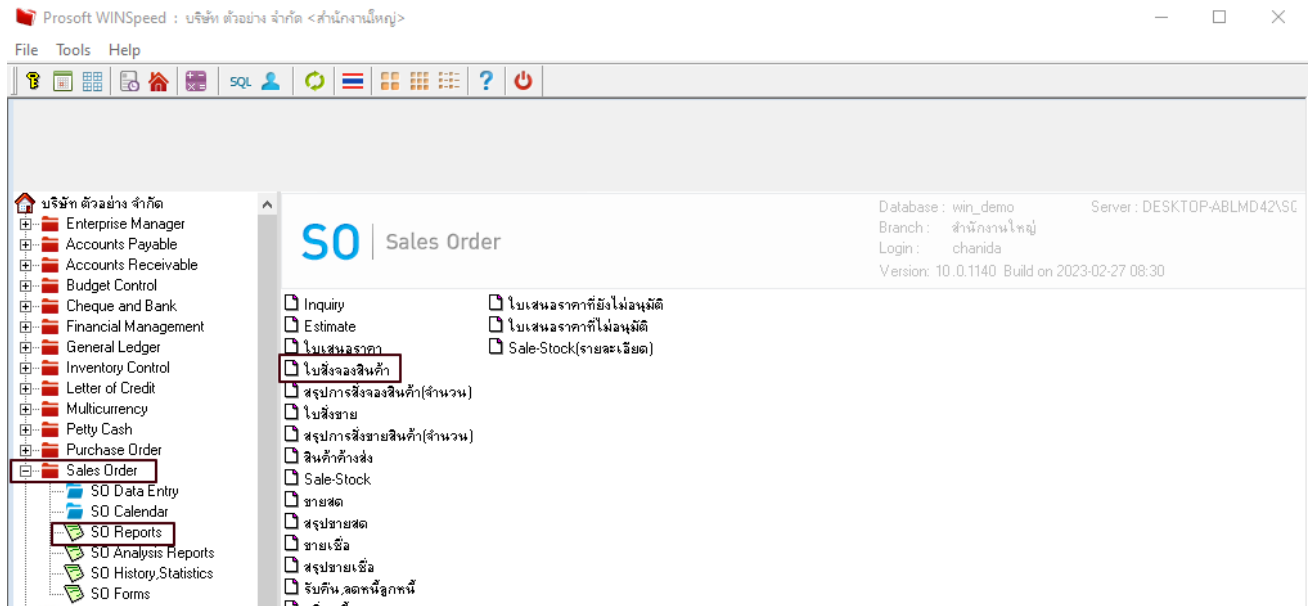 Prosoft WINSpeed : บริษัท ตัวอย่าง จำกัด <สำนักงานใหญ่>
File Tools Help
SQL
บริษัท ตัวอย่าง จำกัด
Enterprise Manager
Accounts Payable
Accounts Receivable
Budget Control
Cheque and Bank
Financial Management
General Ledger
Inventory Control
Letter of Credit
Multicurrency
Petty Cash
Purchase Order
Sales Order
SO Data Entry
SO Calendar
SO Reports
SO Analysis Reports
SO History,Statistics
SO Forms
SO Sales Order
Database : win_demo Server : DESKTOP-ABLMD42\SQ
Branch : สำนักงานใหญ่
Login : chanida
Version: 10.0.1140 Build on 2023-02-27 08:30
Inquiry
Estimate
ใบเสนอราคา
ใบสั่งจองสินค้า
สรุปการสั่งจองสินค้า(จำนวน)
ใบสั่งขาย
สรุปการสั่งขายสินค้า(จำนวน)
สินค้าค้างส่ง
Sale-Stock
ขายสด
สรุปขายสด
ขายเชื่อ
สรุปขายเชื่อ
รับคืน,ลดหนี้ลูกหนี้
ใบเสนอราคาที่ยังไม่อนุมัติ
ใบเสนอราคาที่ไม่อนุมัติ
Sale-Stock(รายละเอียด)